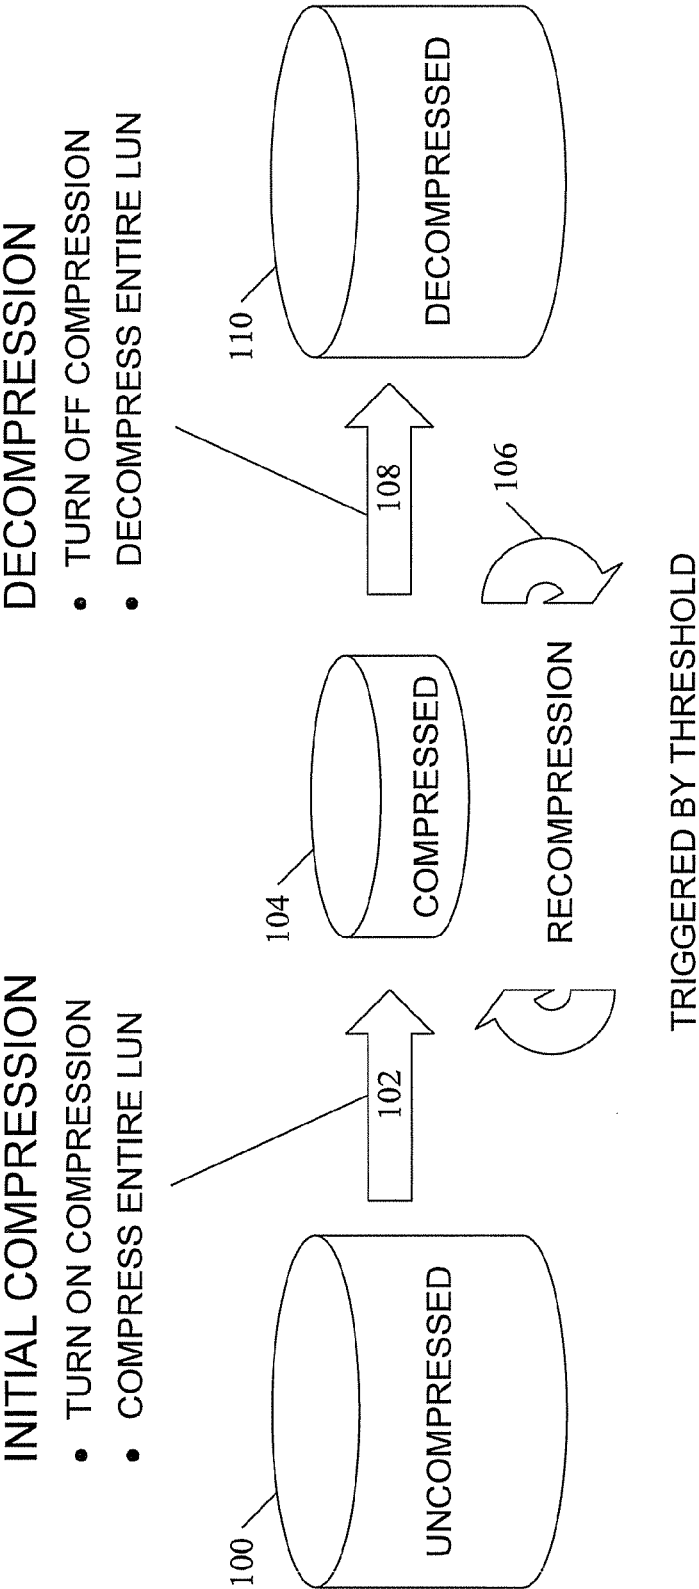 INITIAL COMPRESSION
• TURN ON COMPRESSION
• COMPRESS ENTIRE LUN
DECOMPRESSION
• TURN OFF COMPRESSION
• DECOMPRESS ENTIRE LUN
100
UNCOMPRESSED
102
104
COMPRESSED
108
110
DECOMPRESSED
106
RECOMPRESSION
TRIGGERED BY THRESHOLD